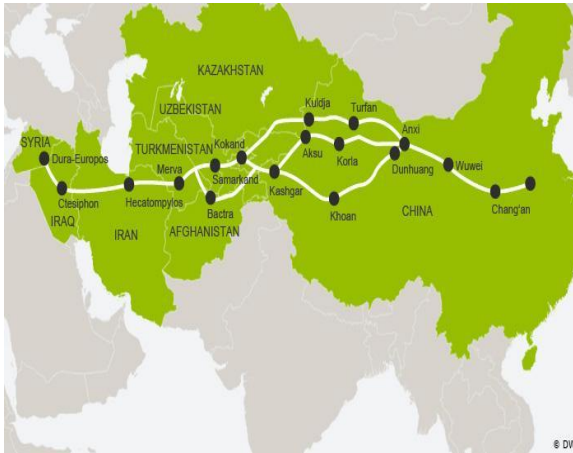 KAZAKHSTAN
UZBEKISTAN
Kuldja
Turfan
SYRIA
TURKMENISTAN
Kokand
Anxi
Dura-Europos
Aksu
Korla
Merva
Samarkand
Dunhuang
Wuwei
Ctesiphon
Hecatompylos
Kashgar
Bactra
Khoan
Chang'an
IRAQ
IRAN
AFGHANISTAN
CHINA
© DW